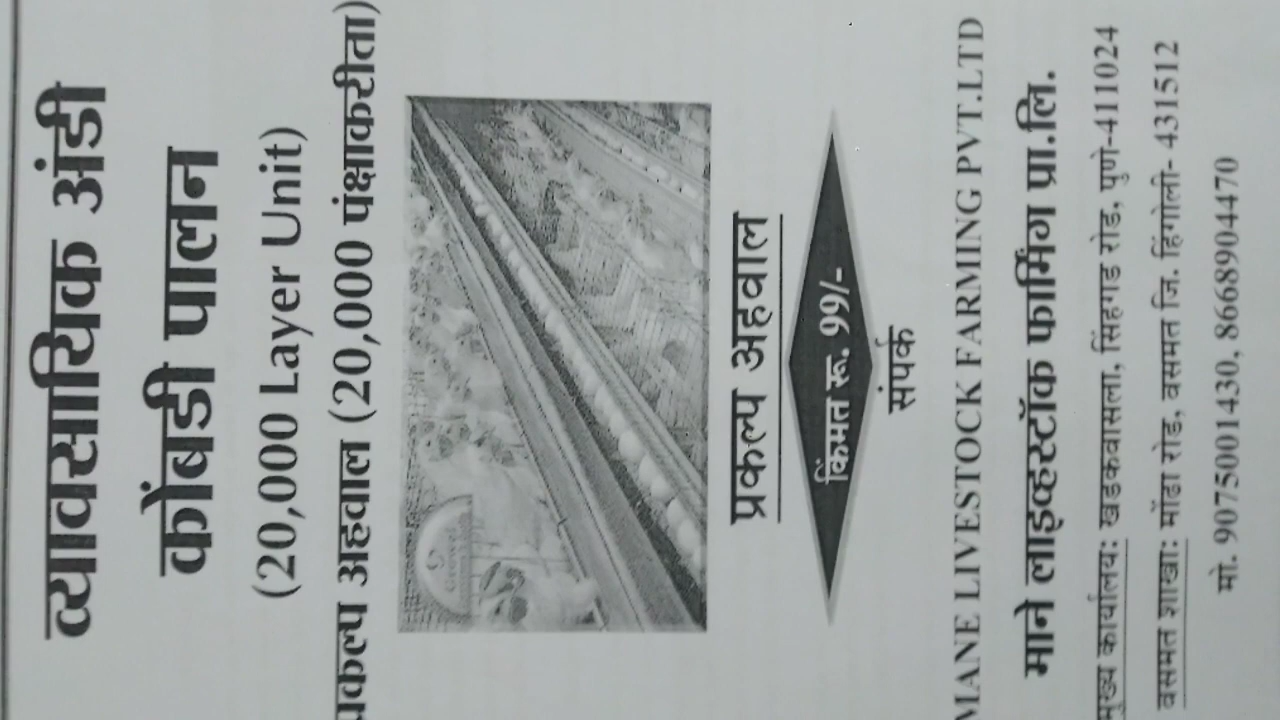 व्यावसायिक अंडी
कोंबडी पालन
(20,000 Layer Unit)
प्रकल्प अहवाल (20,000 पंक्षाकरीता)
प्रकल्प अहवाल
किंमत रू. 99/-
संपर्क
MANE LIVESTOCK FARMING PVT.LTD
माने लाइव्हस्टॉक फार्मिंग प्रा.लि.
मुख्य कार्यालय: खडकवासला, सिंहगड रोड, पुणे-411024
वसमत शाखा: मोंढा रोड, वसमत जि. हिंगोली- 431512
मो. 9075001430, 8668904470